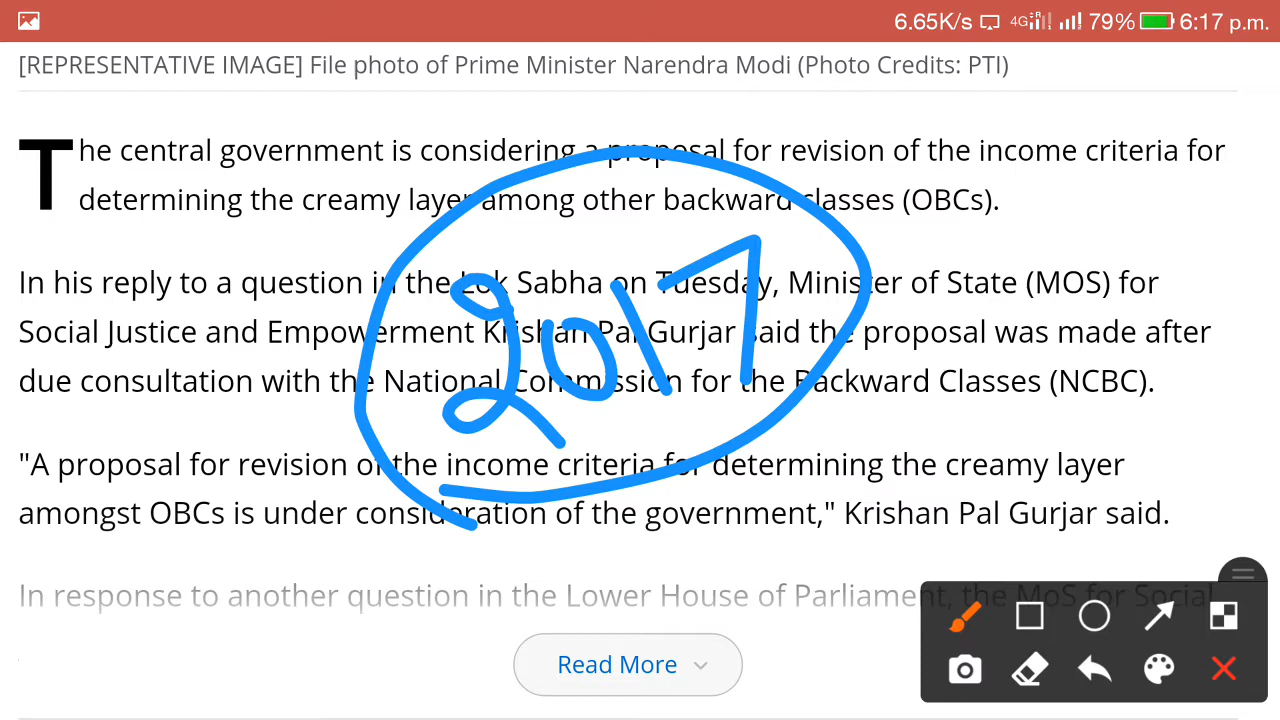 6.65K/s 4G R 79% 6:17 p.m.
[REPRESENTATIVE IMAGE] File photo of Prime Minister Narendra Modi (Photo Credits: PTI)
The central government is considering a proposal for revision of the income criteria for
determining the creamy layer among other backward classes (OBCs).
In his reply to a question in the Lok Sabha on Tuesday, Minister of State (MOS) for
Social Justice and Empowerment Krishan Pal Gurjar said the proposal was made after
due consultation with the National Commission for the Backward Classes (NCBC).
2017
"A proposal for revision of the income criteria for determining the creamy layer
amongst OBCs is under consideration of the government," Krishan Pal Gurjar said.
In response to another question in the Lower House of Parliament, the MoS for Social
Read More